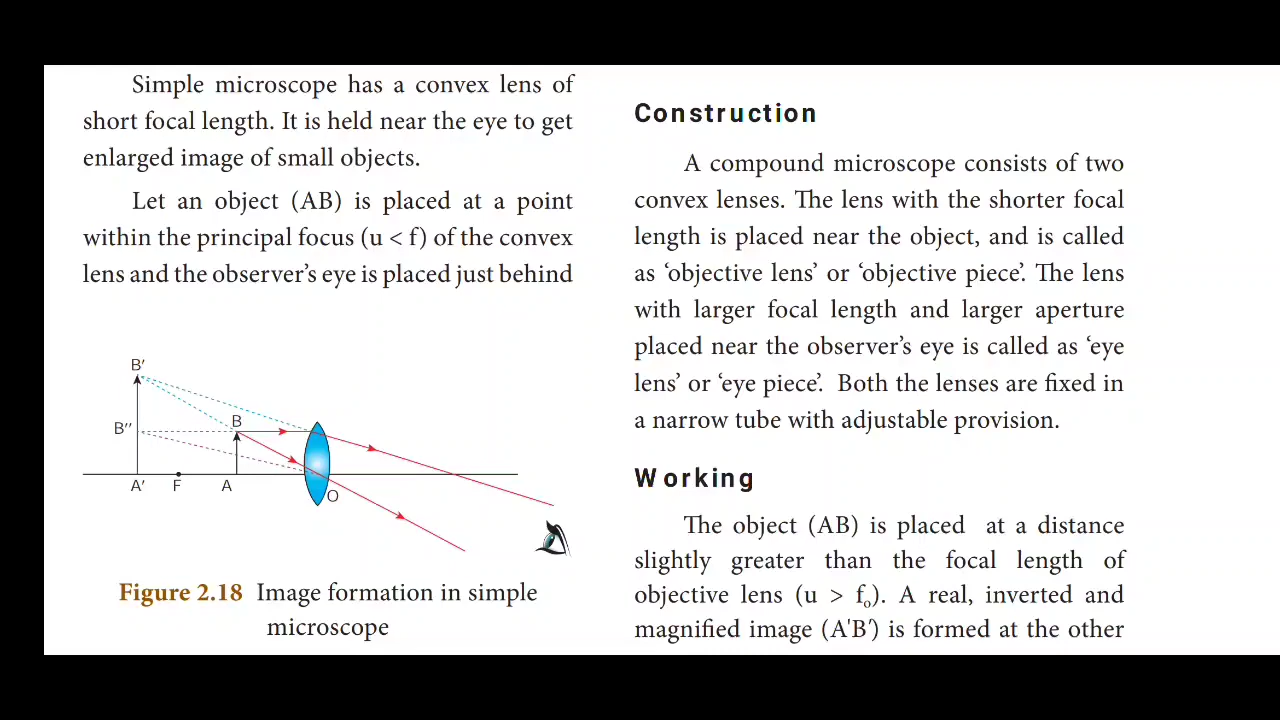 Simple microscope has a convex lens of
short focal length. It is held near the eye to get
enlarged image of small objects.
Let an object (AB) is placed at a point
within the principal focus (u < f) of the convex
lens and the observer's eye is placed just behind
B′
B″
B
A′
F
A
O
Figure 2.18 Image formation in simple
microscope
Construction
A compound microscope consists of two
convex lenses. The lens with the shorter focal
length is placed near the object, and is called
as ‘objective lens’ or ‘objective piece’. The lens
with larger focal length and larger aperture
placed near the observer's eye is called as ‘eye
lens’ or ‘eye piece’. Both the lenses are fixed in
a narrow tube with adjustable provision.
Working
The object (AB) is placed at a distance
slightly greater than the focal length of
objective lens (u > fₒ). A real, inverted and
magnified image (A'B') is formed at the other